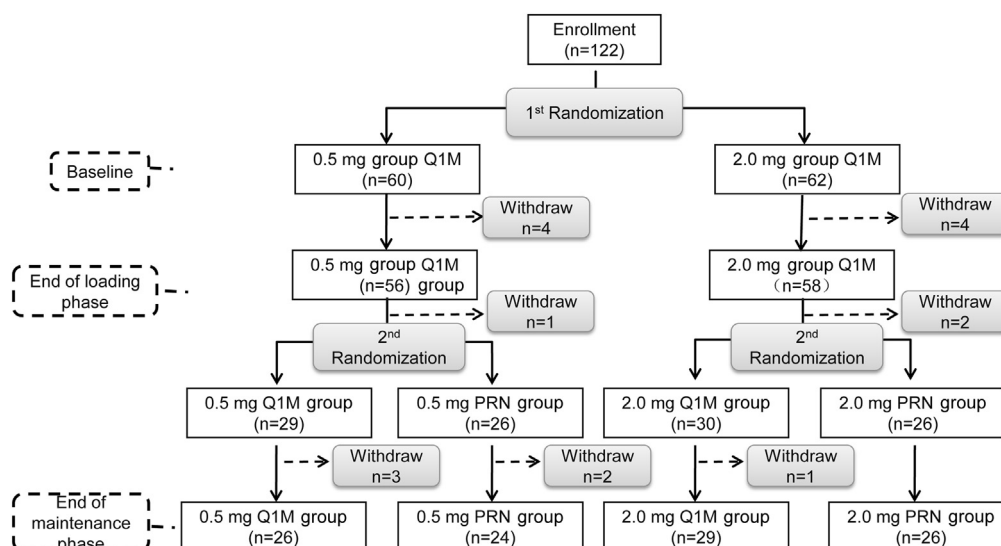 Enrollment
(n=122)
1st Randomization
Baseline
0.5 mg group Q1M
(n=60)
2.0 mg group Q1M
(n=62)
Withdraw
n=4
Withdraw
n=4
End of loading
phase
0.5 mg group Q1M
(n=56) group
2.0 mg group Q1M
（n=58）
Withdraw
n=1
Withdraw
n=2
2nd
Randomization
2nd
Randomization
0.5 mg Q1M group
(n=29)
0.5 mg PRN group
(n=26)
2.0 mg Q1M group
(n=30)
2.0 mg PRN group
(n=26)
Withdraw
n=3
Withdraw
n=2
Withdraw
n=1
End of
maintenance
phase
0.5 mg Q1M group
(n=26)
0.5 mg PRN group
(n=24)
2.0 mg Q1M group
(n=29)
2.0 mg PRN group
(n=26)